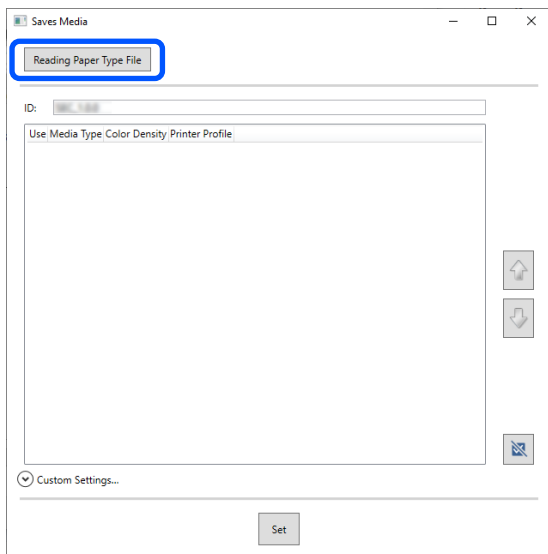 Saves Media
Reading Paper Type File
ID:
Use Media Type Color Density Printer Profile
Custom Settings...
Set